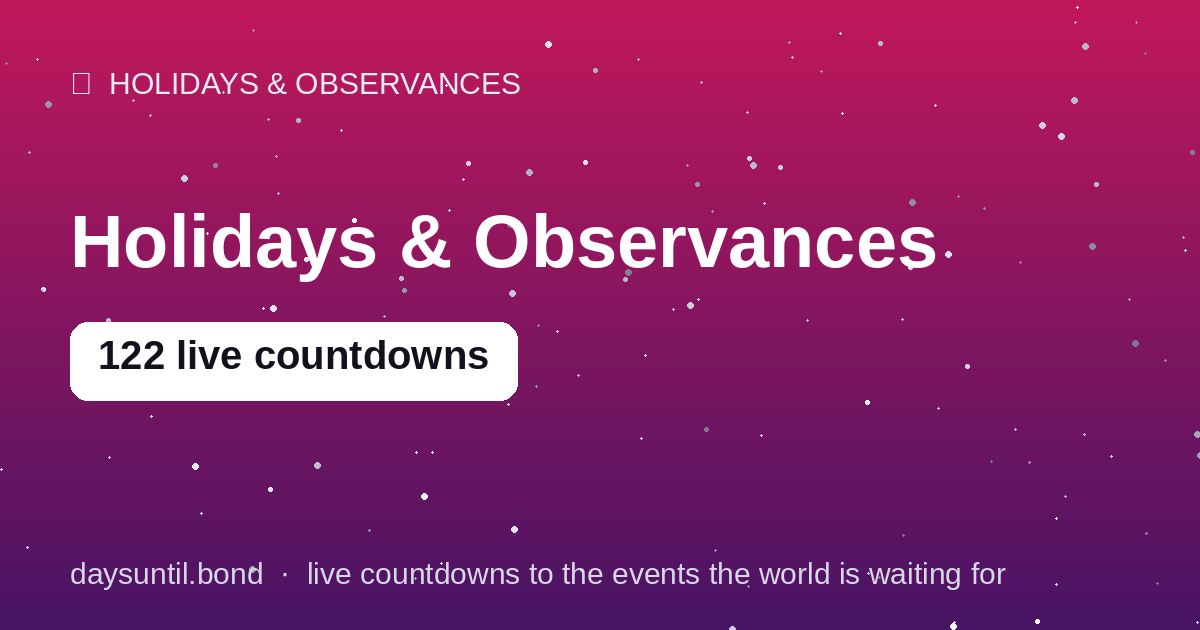 HOLIDAYS & OBSERVANCES
Holidays & Observances
122 live countdowns
daysuntil.bond · live countdowns to the events the world is waiting for